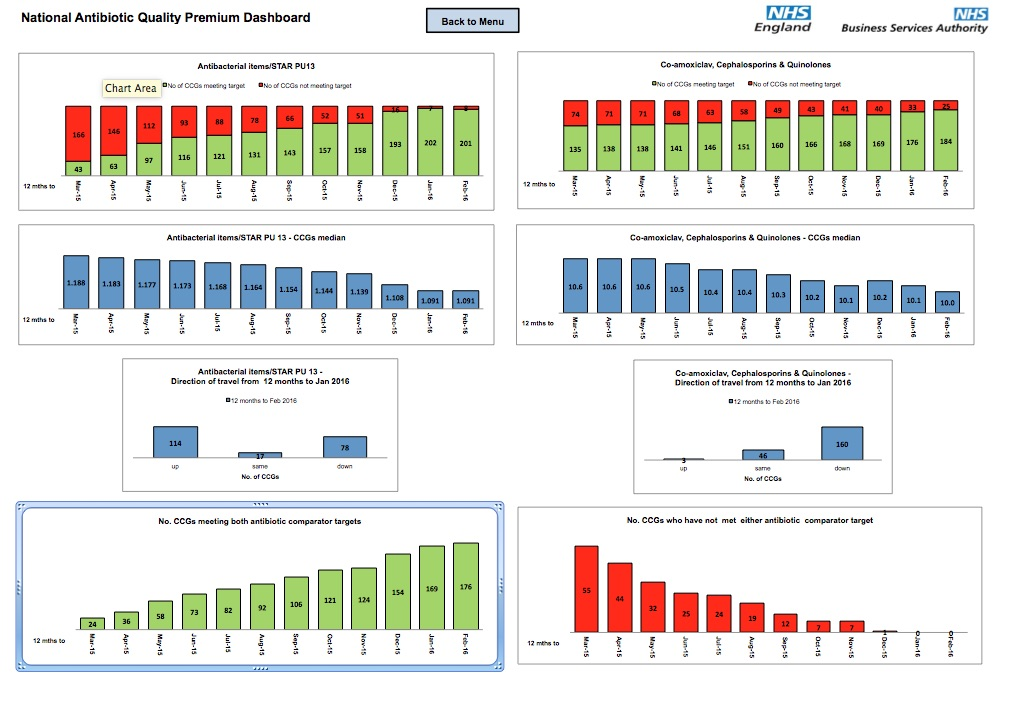 National Antibiotic Quality Premium Dashboard
Back to Menu
NHS
England
NHS
Business Services Authority
Antibacterial items/STAR PU13
Chart Area
No of CCGs meeting target No of CCGs not meeting target
166 146 112 93 88 78 66 52 51 16 7 8
43 63 97 116 121 131 143 157 158 193 202 201
12 mths to
Mar-15 Apr-15 May-15 Jun-15 Jul-15 Aug-15 Sep-15 Oct-15 Nov-15 Dec-15 Jan-16 Feb-16
Co-amoxiclav, Cephalosporins & Quinolones
No of CCGs meeting target No of CCGs not meeting target
74 71 71 68 63 58 49 43 41 40 33 25
135 138 138 141 146 151 160 166 168 169 176 184
12 mths to
Mar-15 Apr-15 May-15 Jun-15 Jul-15 Aug-15 Sep-15 Oct-15 Nov-15 Dec-15 Jan-16 Feb-16
Antibacterial items/STAR PU 13 - CCGs median
1.188 1.183 1.177 1.173 1.168 1.164 1.154 1.144 1.139 1.108 1.091 1.091
12 mths to
Mar-15 Apr-15 May-15 Jun-15 Jul-15 Aug-15 Sep-15 Oct-15 Nov-15 Dec-15 Jan-16 Feb-16
Co-amoxiclav, Cephalosporins & Quinolones - CCGs median
10.6 10.6 10.6 10.5 10.4 10.4 10.3 10.2 10.1 10.2 10.1 10.0
12 mths to
Mar-15 Apr-15 May-15 Jun-15 Jul-15 Aug-15 Sep-15 Oct-15 Nov-15 Dec-15 Jan-16 Feb-16
Antibacterial items/STAR PU 13 -
Direction of travel from 12 months to Jan 2016
12 months to Feb 2016
114 17 78
up same down
No. of CCGs
Co-amoxiclav, Cephalosporins & Quinolones -
Direction of travel from 12 months to Jan 2016
12 months to Feb 2016
3 46 160
up same down
No. of CCGs
No. CCGs meeting both antibiotic comparator targets
24 36 58 73 82 92 106 121 124 154 169 176
12 mths to
Mar-15 Apr-15 May-15 Jun-15 Jul-15 Aug-15 Sep-15 Oct-15 Nov-15 Dec-15 Jan-16 Feb-16
No. CCGs who have not met either antibiotic comparator target
55 44 32 25 24 19 12 7 7 1 0 0
12 mths to
Mar-15 Apr-15 May-15 Jun-15 Jul-15 Aug-15 Sep-15 Oct-15 Nov-15 Dec-15 Jan-16 Feb-16